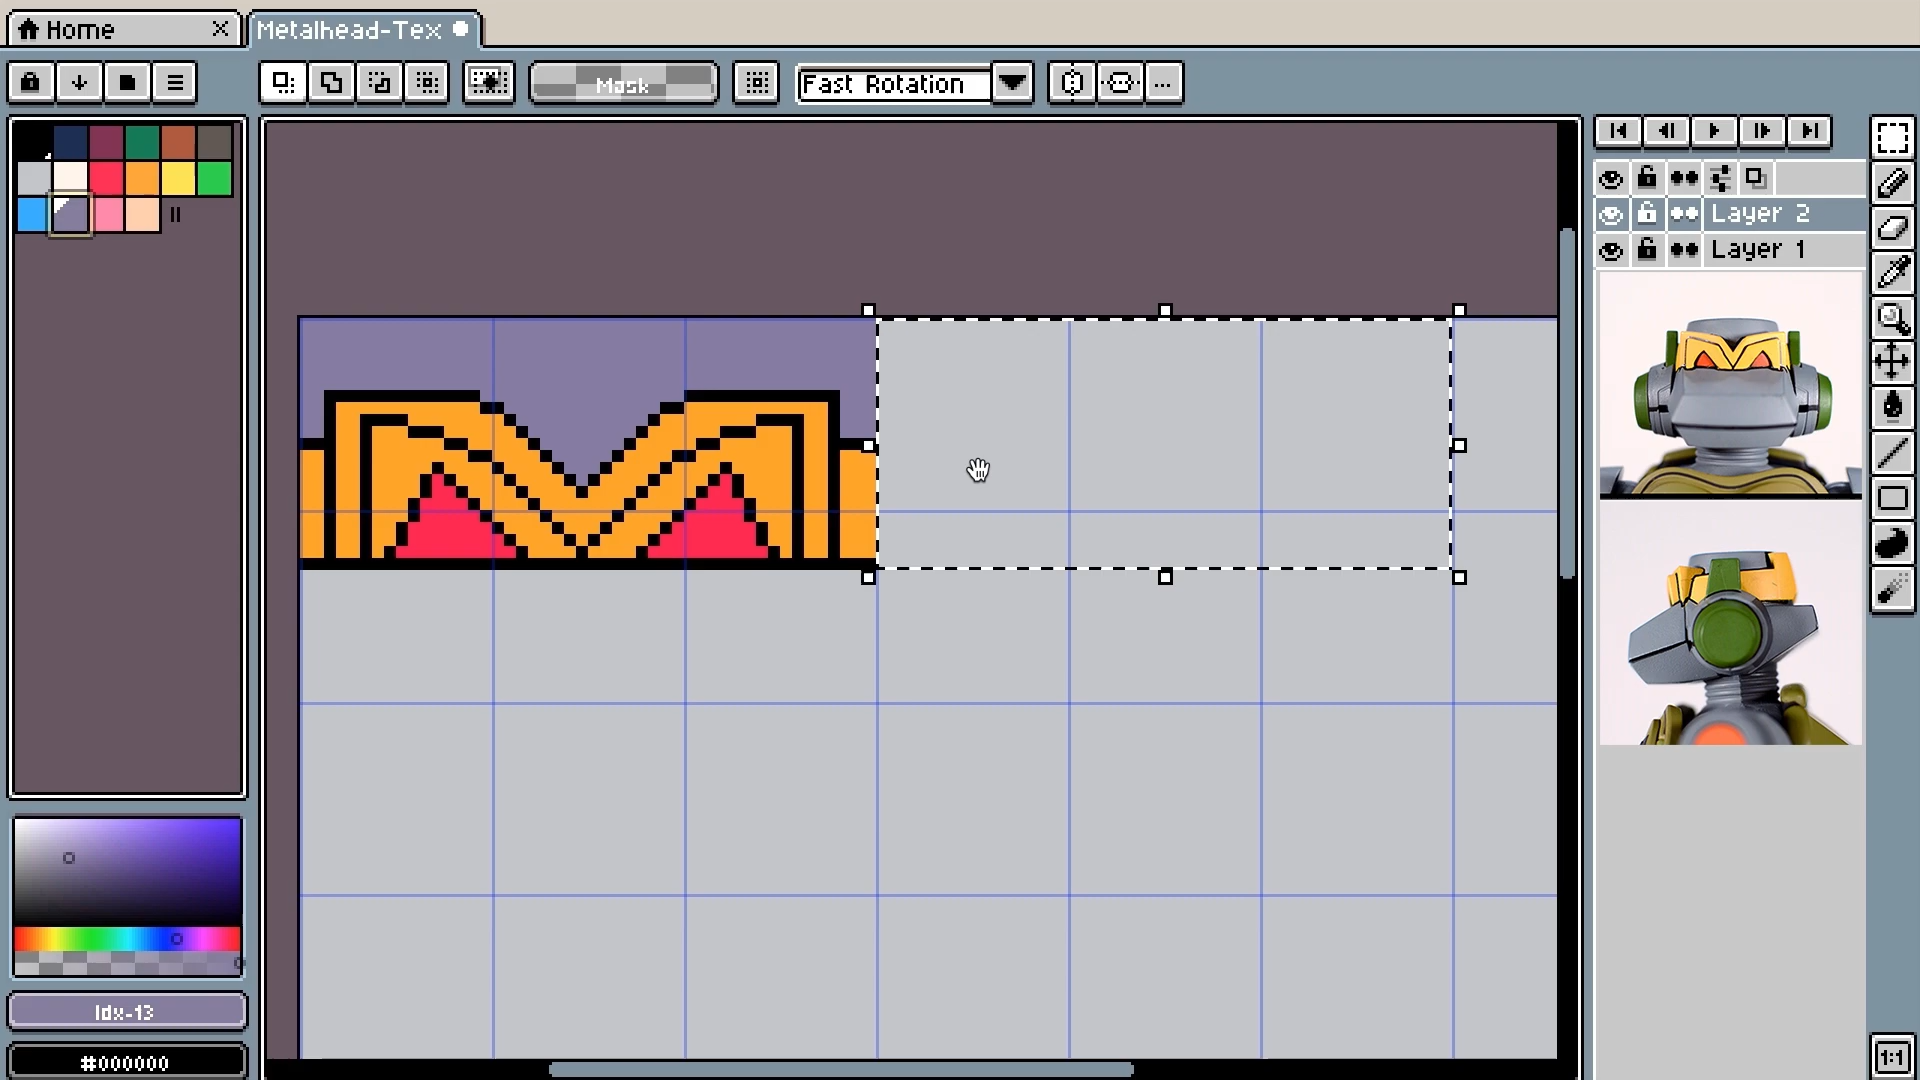 Home
Metalhead-Tex
Mask
Fast Rotation
...
Layer 2
Layer 1
Idx-13
#000000
1:1